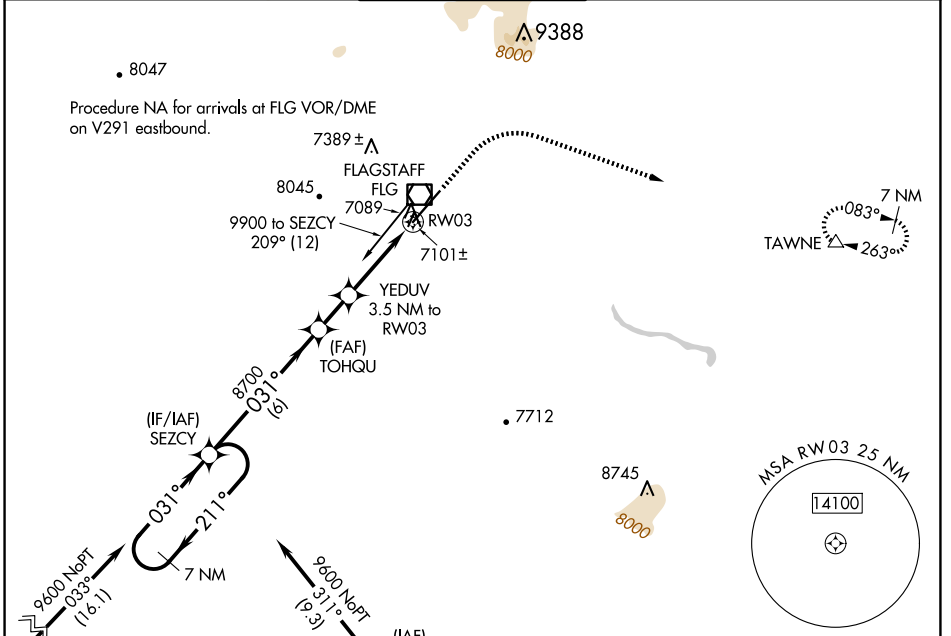 9388
8000
8047
Procedure NA for arrivals at FLG VOR/DME
on V291 eastbound.
7389±
FLAGSTAFF
FLG
8045
7089
RW03
9900 to SEZCY
209° (12)
7101±
7 NM
083°
TAWNE
263°
YEDUV
3.5 NM to
RW03
(FAF)
TOHQU
8700
031°
(6)
(IF/IAF)
SEZCY
7712
031°
211°
7 NM
8745
8000
MSA RW03 25 NM
14100
9600 NoPT
033°
(16.1)
9600 NoPT
311°
(9.3)
(IAF)